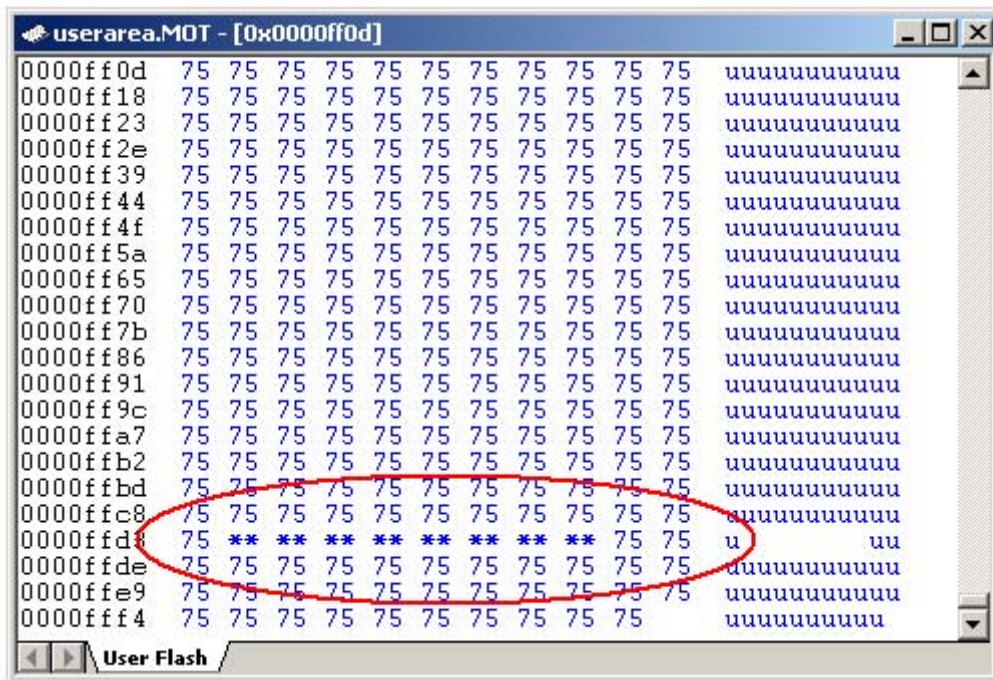 userarea.MOT - [0x0000ff0d]
0000ff0d 75 75 75 75 75 75 75 75 75 75 75 uuuuuuuuuuu
0000ff18 75 75 75 75 75 75 75 75 75 75 75 uuuuuuuuuuu
0000ff23 75 75 75 75 75 75 75 75 75 75 75 uuuuuuuuuuu
0000ff2e 75 75 75 75 75 75 75 75 75 75 75 uuuuuuuuuuu
0000ff39 75 75 75 75 75 75 75 75 75 75 75 uuuuuuuuuuu
0000ff44 75 75 75 75 75 75 75 75 75 75 75 uuuuuuuuuuu
0000ff4f 75 75 75 75 75 75 75 75 75 75 75 uuuuuuuuuuu
0000ff5a 75 75 75 75 75 75 75 75 75 75 75 uuuuuuuuuuu
0000ff65 75 75 75 75 75 75 75 75 75 75 75 uuuuuuuuuuu
0000ff70 75 75 75 75 75 75 75 75 75 75 75 uuuuuuuuuuu
0000ff7b 75 75 75 75 75 75 75 75 75 75 75 uuuuuuuuuuu
0000ff86 75 75 75 75 75 75 75 75 75 75 75 uuuuuuuuuuu
0000ff91 75 75 75 75 75 75 75 75 75 75 75 uuuuuuuuuuu
0000ff9c 75 75 75 75 75 75 75 75 75 75 75 uuuuuuuuuuu
0000ffa7 75 75 75 75 75 75 75 75 75 75 75 uuuuuuuuuuu
0000ffb2 75 75 75 75 75 75 75 75 75 75 75 uuuuuuuuuuu
0000ffbd 75 75 75 75 75 75 75 75 75 75 75 uuuuuuuuuuu
0000ffc8 75 75 75 75 75 75 75 75 75 75 75 uuuuuuuuuuu
0000ffd3 75 ** ** ** ** ** ** ** ** 75 75 u        uu
0000ffde 75 75 75 75 75 75 75 75 75 75 75 uuuuuuuuuuu
0000ffe9 75 75 75 75 75 75 75 75 75 75 75 uuuuuuuuuuu
0000fff4 75 75 75 75 75 75 75 75 75 75 uuuuuuuuuu
User Flash